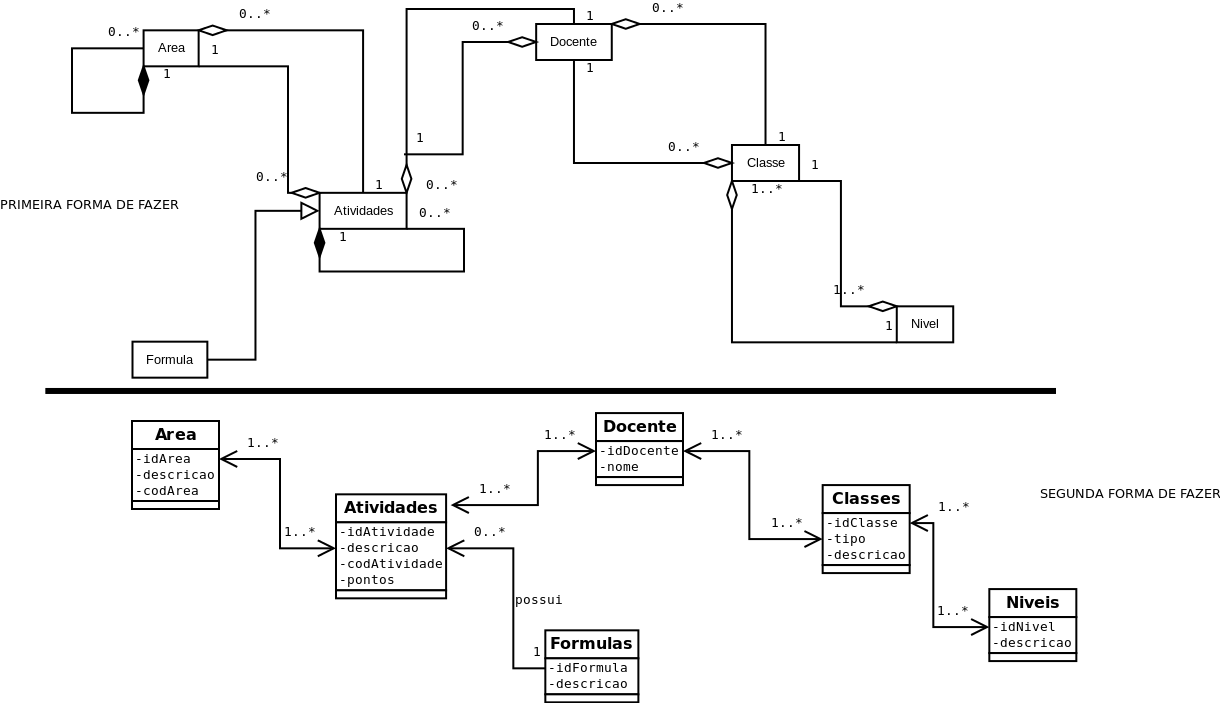 0..*
1
0..*
0..*
Area
0..*
Docente
1
1
1
1
0..*
1
Classe
1
0..*
1
0..*
1..*
PRIMEIRA FORMA DE FAZER
Atividades
0..*
1
1..*
1
Nivel
Formula
Area
1..*
-idArea
-descricao
-codArea
Docente
1..*
1..*
-idDocente
-nome
Atividades
1..*
1..*
0..*
-idAtividade
-descricao
-codAtividade
-pontos
Classes
1..*
1..*
-idClasse
-tipo
-descricao
SEGUNDA FORMA DE FAZER
possui
Niveis
1..*
-idNivel
-descricao
Formulas
1
-idFormula
-descricao